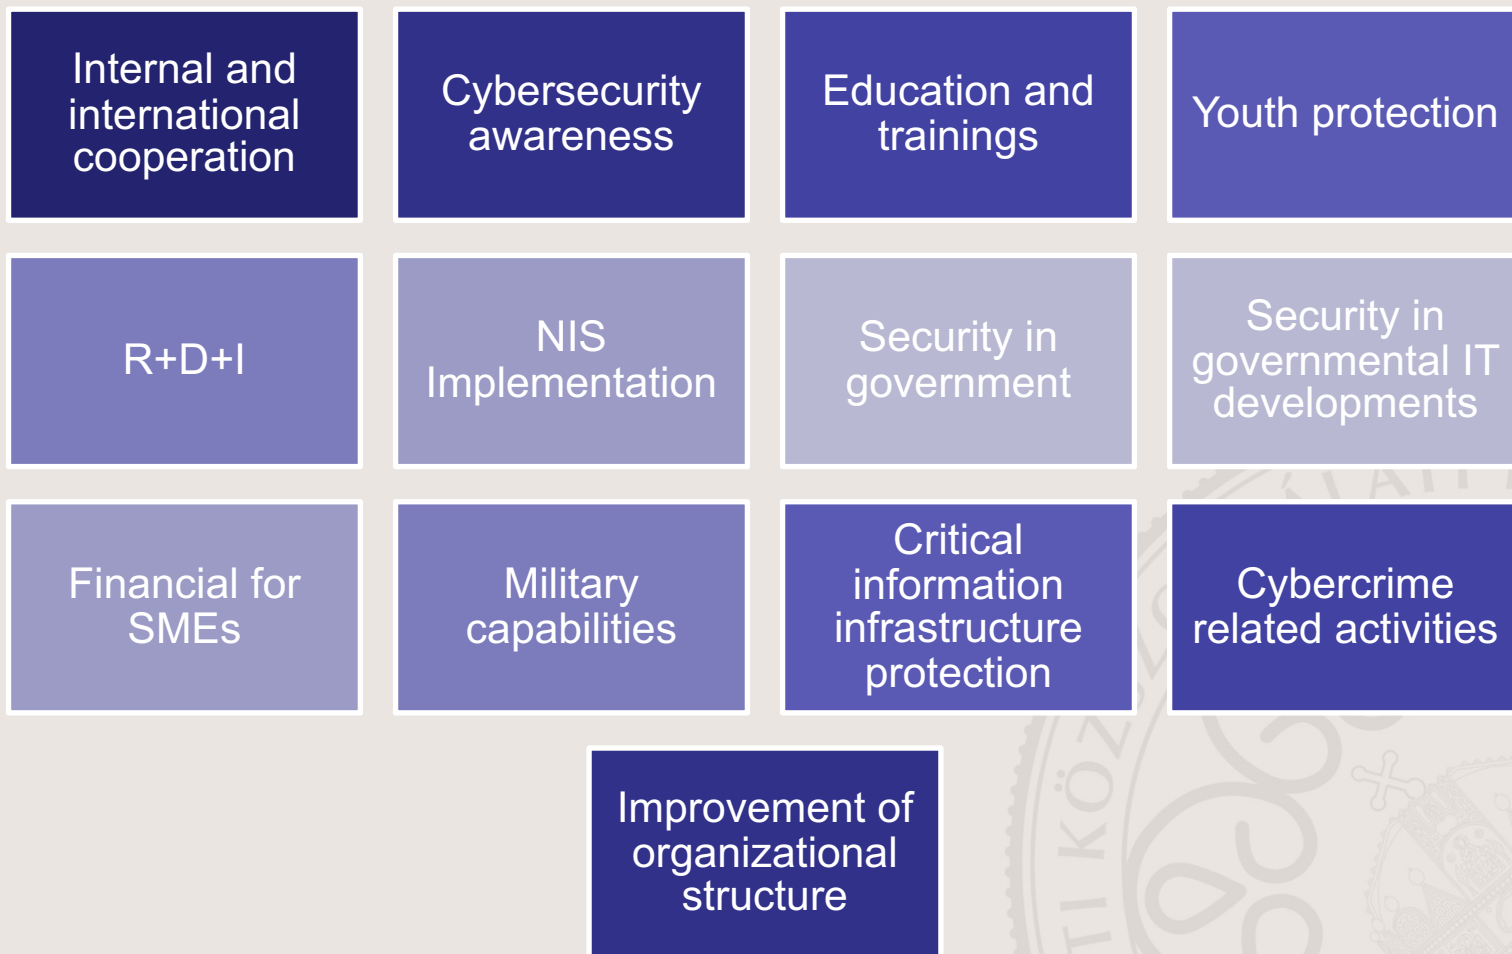 Internal and
international
cooperation
Cybersecurity
awareness
Education and
trainings
Youth protection
R+D+I
NIS
Implementation
Security in
government
Security in
governmental IT
developments
Financial for
SMEs
Military
capabilities
Critical
information
infrastructure
protection
Cybercrime
related activities
Improvement of
organizational
structure